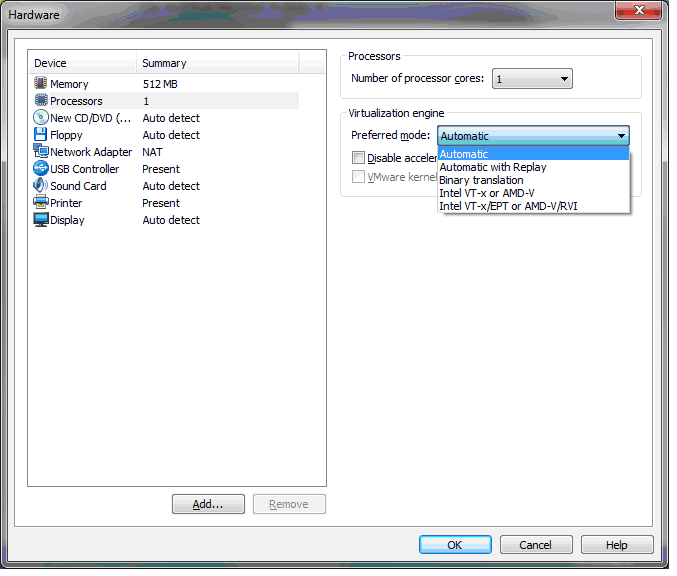 Hardware
Device Summary
Memory 512 MB
Processors 1
New CD/DVD (... Auto detect
Floppy Auto detect
Network Adapter NAT
USB Controller Present
Sound Card Auto detect
Printer Present
Display Auto detect
Add... Remove
Processors
Number of processor cores: 1
Virtualization engine
Preferred mode: Automatic
Automatic
Automatic with Replay
Binary translation
Intel VT-x or AMD-V
Intel VT-x/EPT or AMD-V/RVI
Disable acceler
VMware kernel
OK Cancel Help